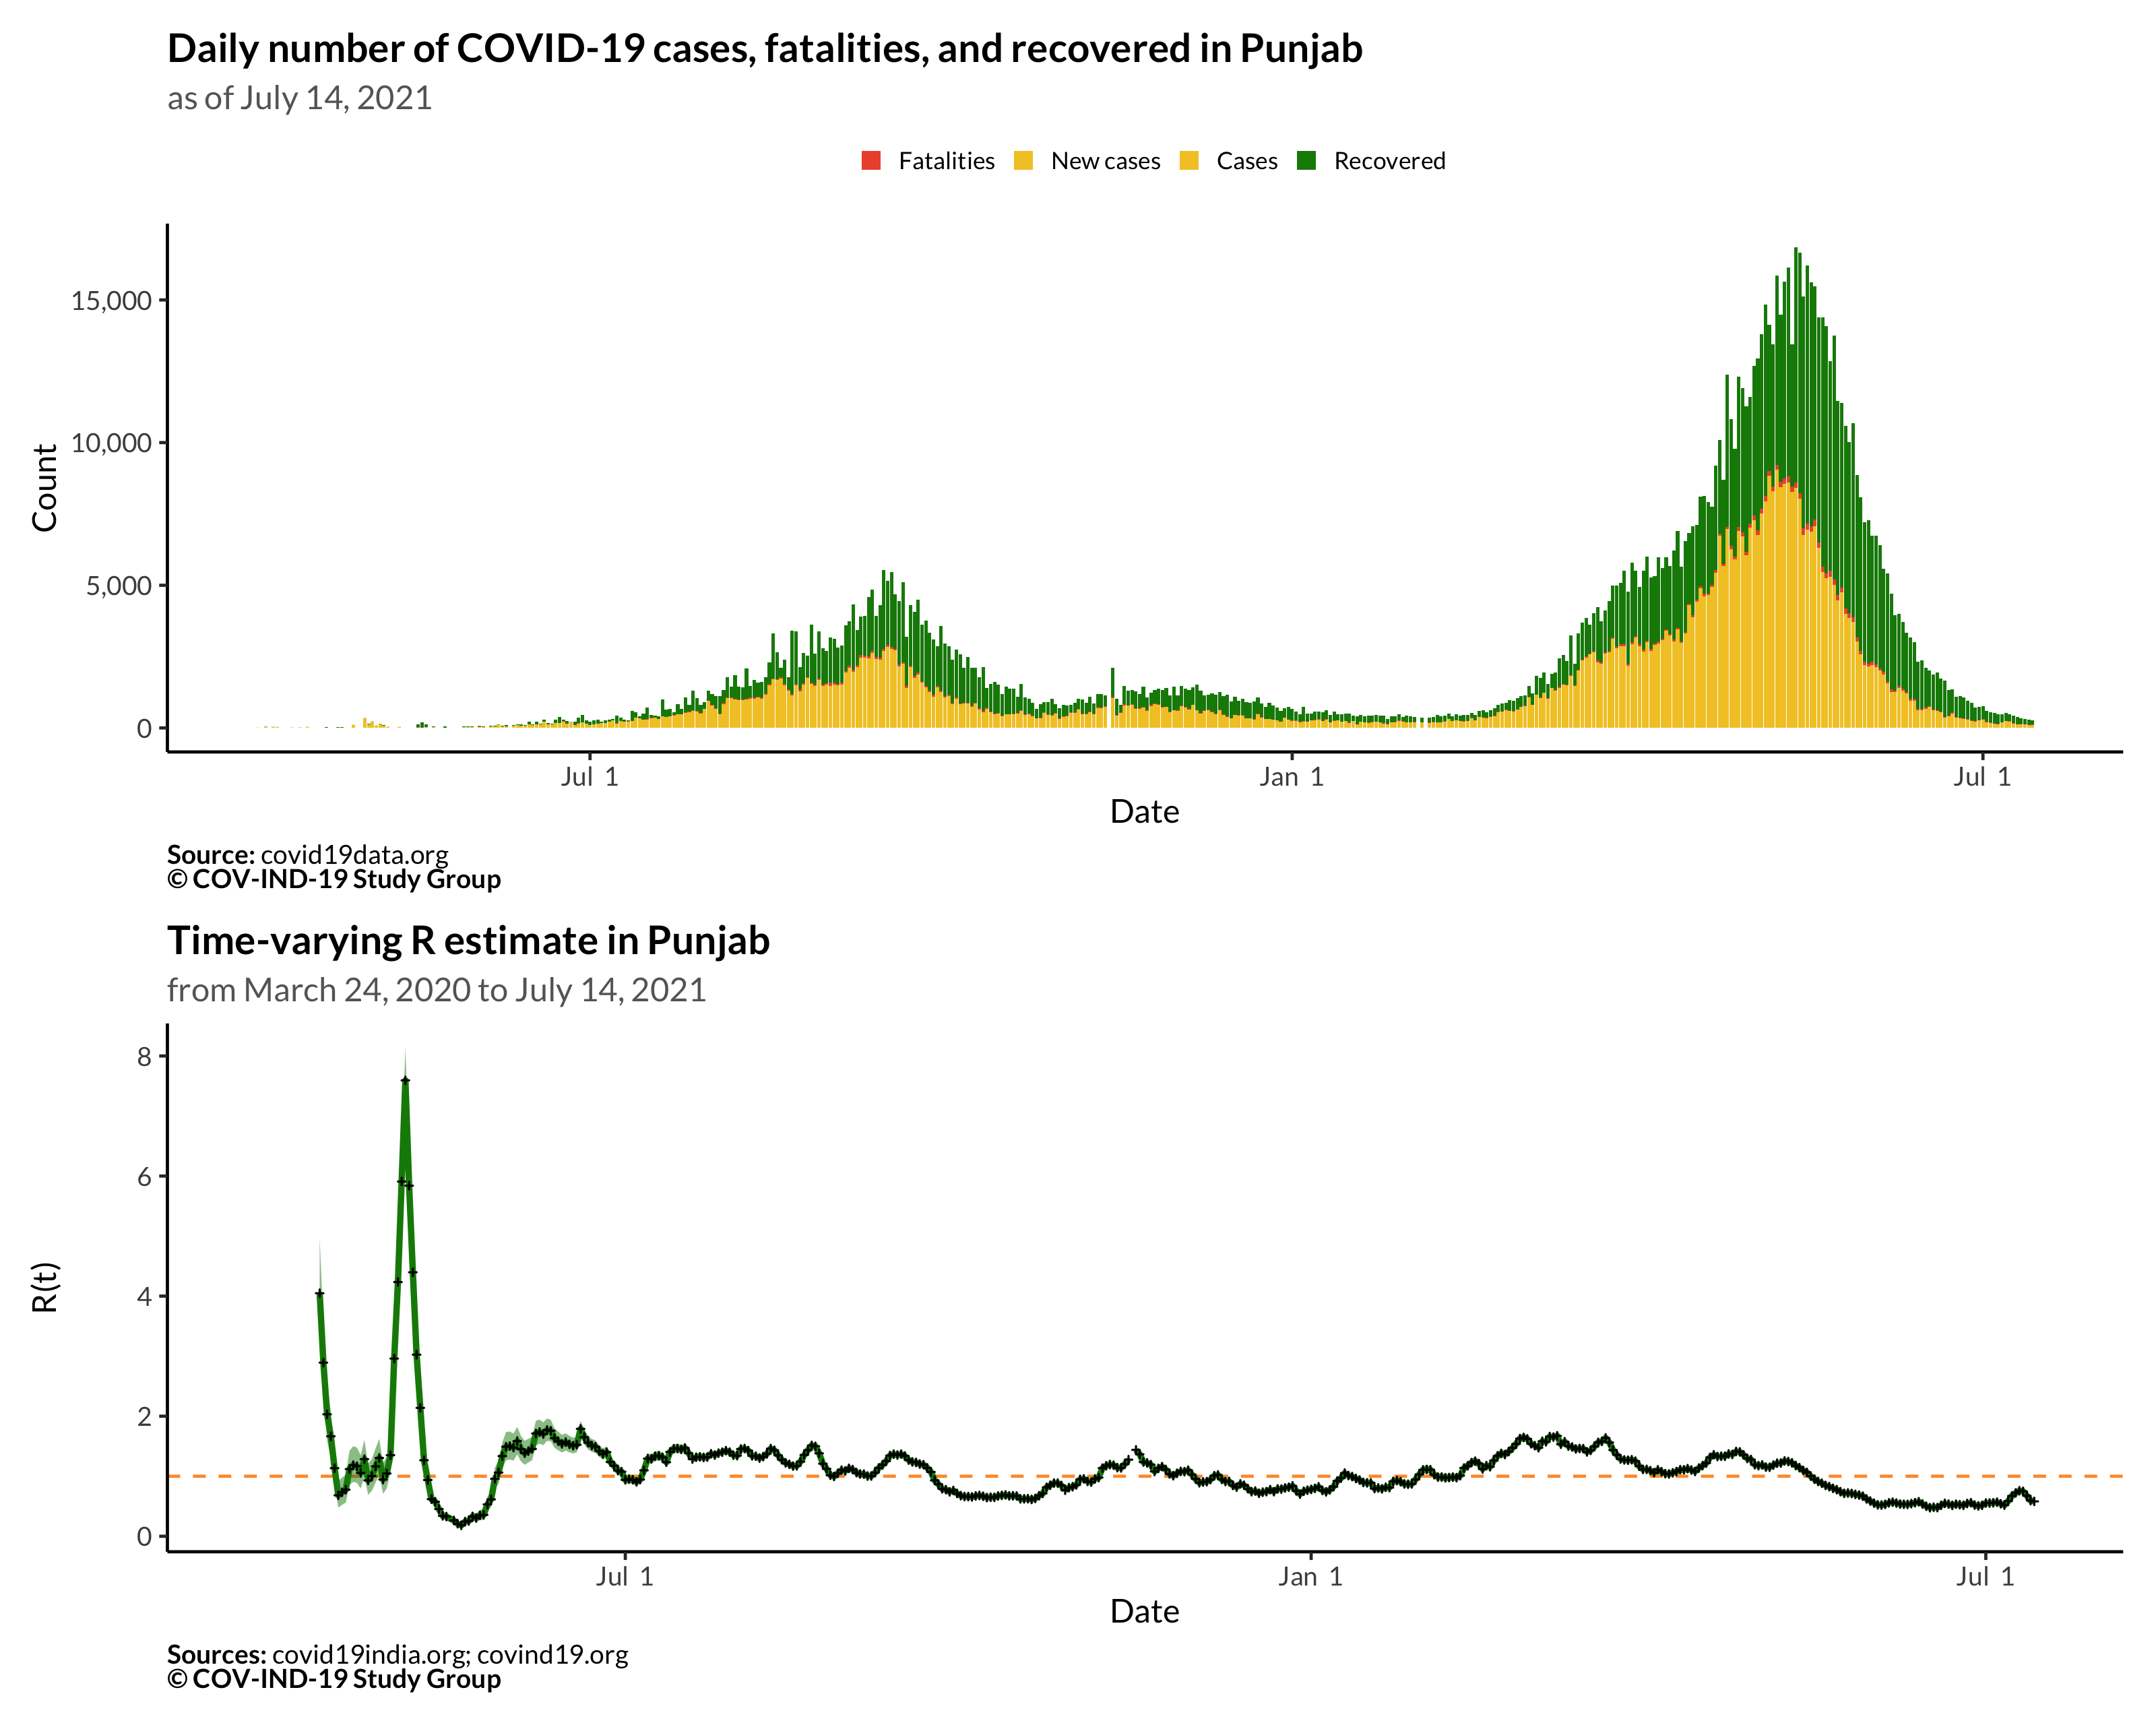 Daily number of COVID-19 cases, fatalities, and recovered in Punjab
as of July 14, 2021
Fatalities New cases Cases Recovered
15,000
10,000
5,000
0
Count
Jul 1 Jan 1 Jul 1
Date
Source: covid19data.org
© COV-IND-19 Study Group
Time-varying R estimate in Punjab
from March 24, 2020 to July 14, 2021
8
6
4
2
0
R(t)
Jul 1 Jan 1 Jul 1
Date
Sources: covid19india.org; covind19.org
© COV-IND-19 Study Group